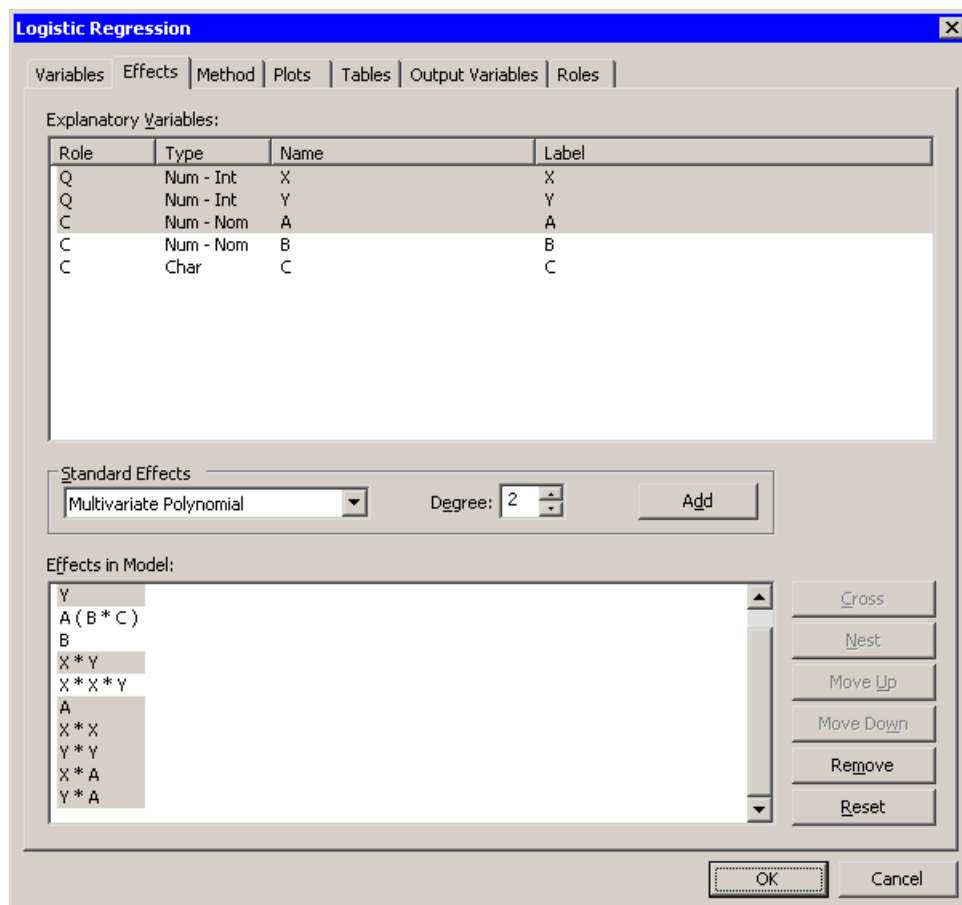 Logistic Regression
Variables Effects Method Plots Tables Output Variables Roles
Explanatory Variables:
Role Type Name Label
Q Num - Int X X
Q Num - Int Y Y
C Num - Nom A A
C Num - Nom B B
C Char C C
Standard Effects
Multivariate Polynomial Degree: 2 Add
Effects in Model:
Y
A ( B * C )
B
X * Y
X * X * Y
A
X * X
Y * Y
X * A
Y * A
Cross
Nest
Move Up
Move Down
Remove
Reset
OK Cancel